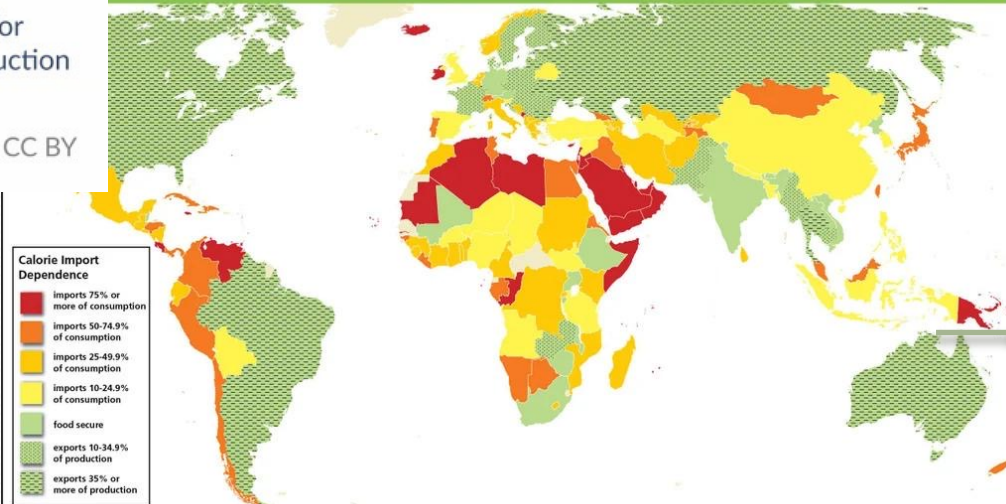 or
uction
CC BY
Calorie Import
Dependence
imports 75% or
more of consumption
imports 50-74.9%
of consumption
imports 25-49.9%
of consumption
imports 10-24.9%
of consumption
food secure
exports 10-34.9%
of production
exports 35% or
more of production